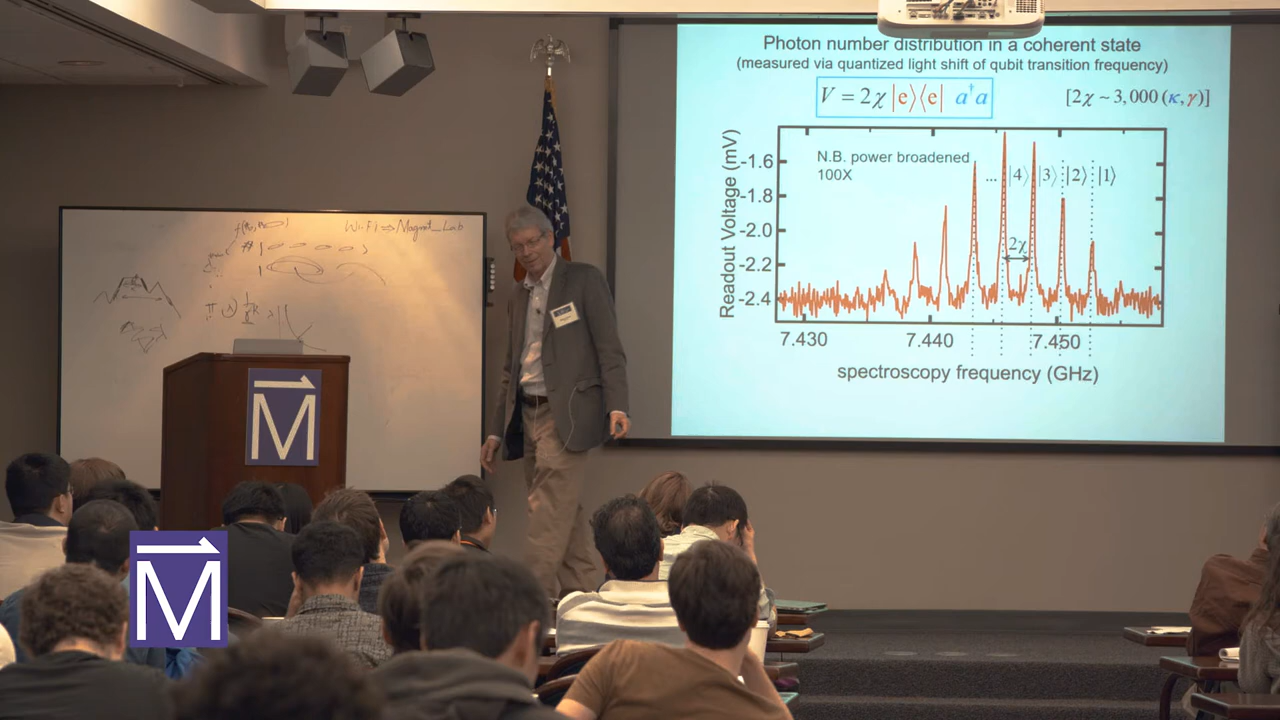 Photon number distribution in a coherent state
(measured via quantized light shift of qubit transition frequency)
V = 2χ |e⟩⟨e| a†a
[2χ ~ 3,000 (κ,γ)]
N.B. power broadened
100X
... |4⟩ |3⟩ |2⟩ |1⟩
2χ
Readout Voltage (mV)
-1.6
-1.8
-2.0
-2.2
-2.4
7.430 7.440 7.450
spectroscopy frequency (GHz)
Wi-Fi ⇒ Magnet_Lab
M
M